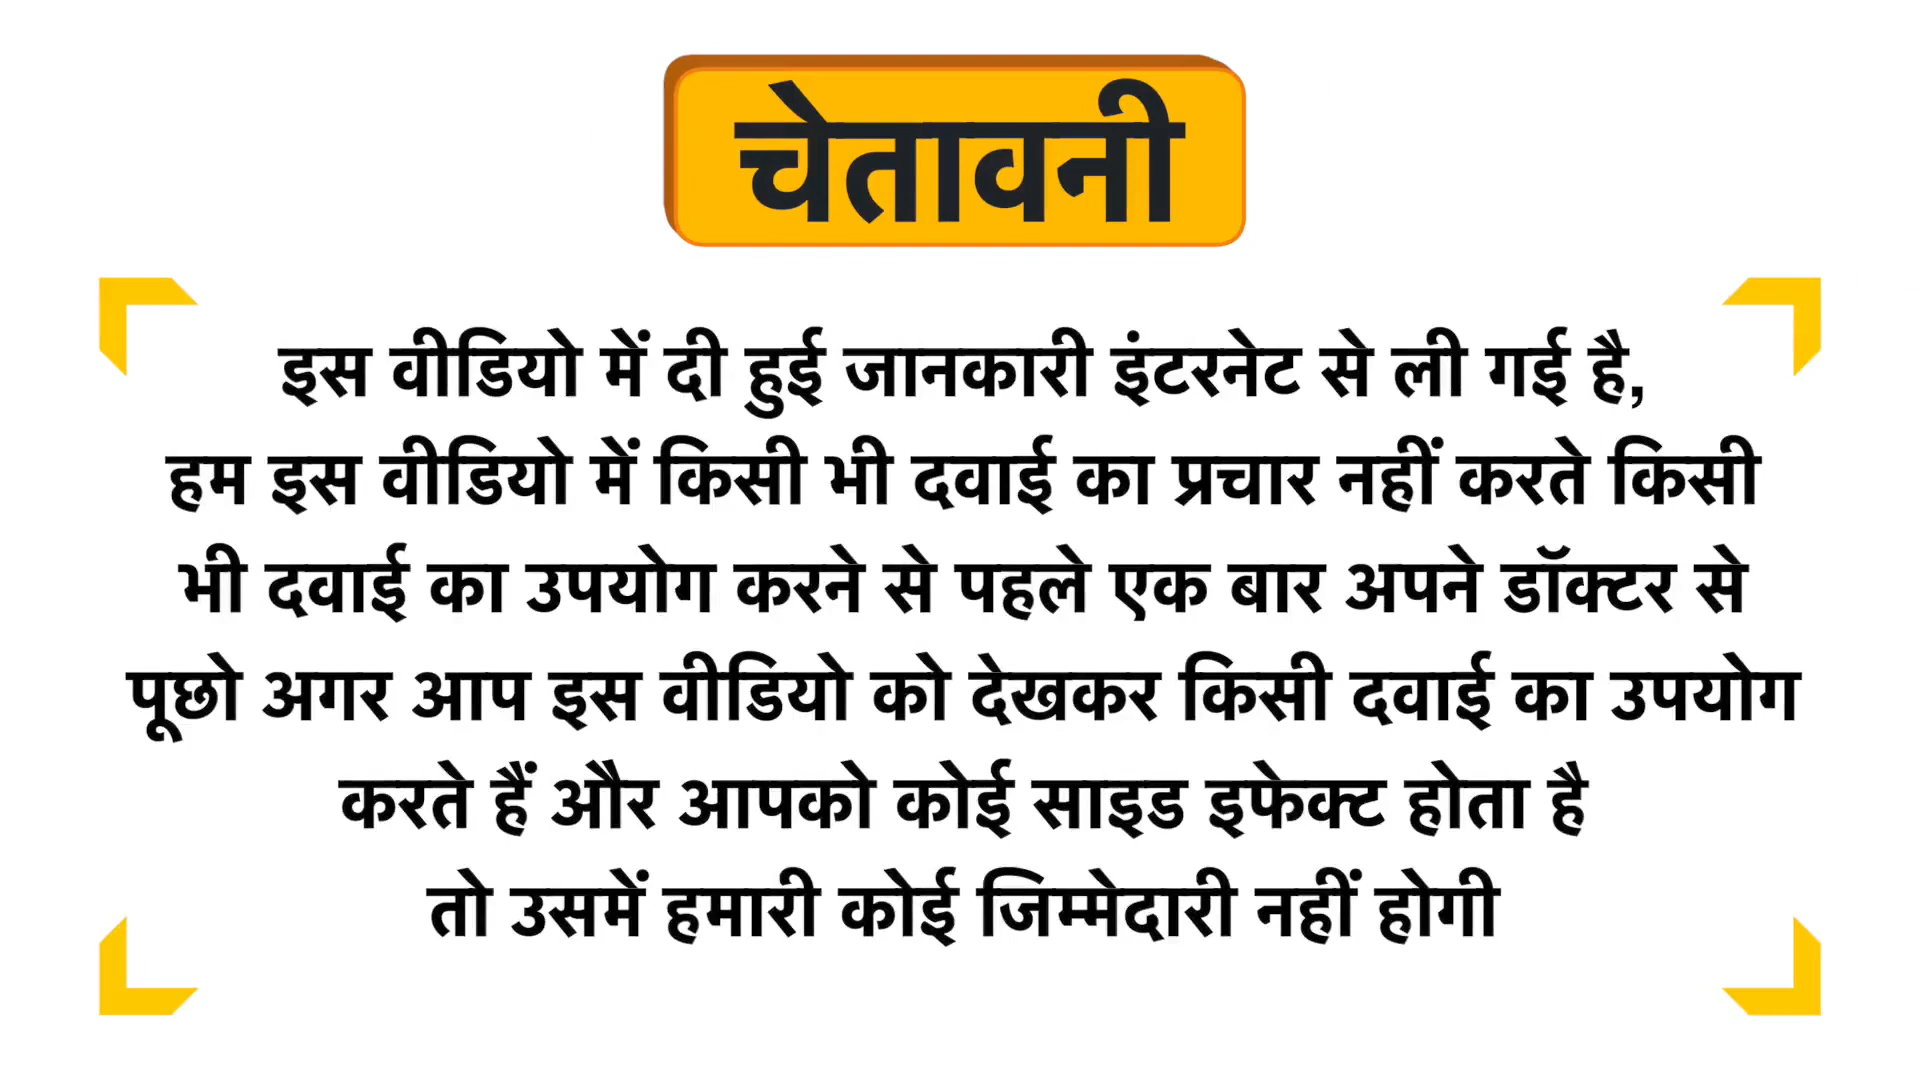 चेतावनी
इस वीडियो में दी हुई जानकारी इंटरनेट से ली गई है,
हम इस वीडियो में किसी भी दवाई का प्रचार नहीं करते किसी
भी दवाई का उपयोग करने से पहले एक बार अपने डॉक्टर से
पूछो अगर आप इस वीडियो को देखकर किसी दवाई का उपयोग
करते हैं और आपको कोई साइड इफेक्ट होता है
तो उसमें हमारी कोई जिम्मेदारी नहीं होगी